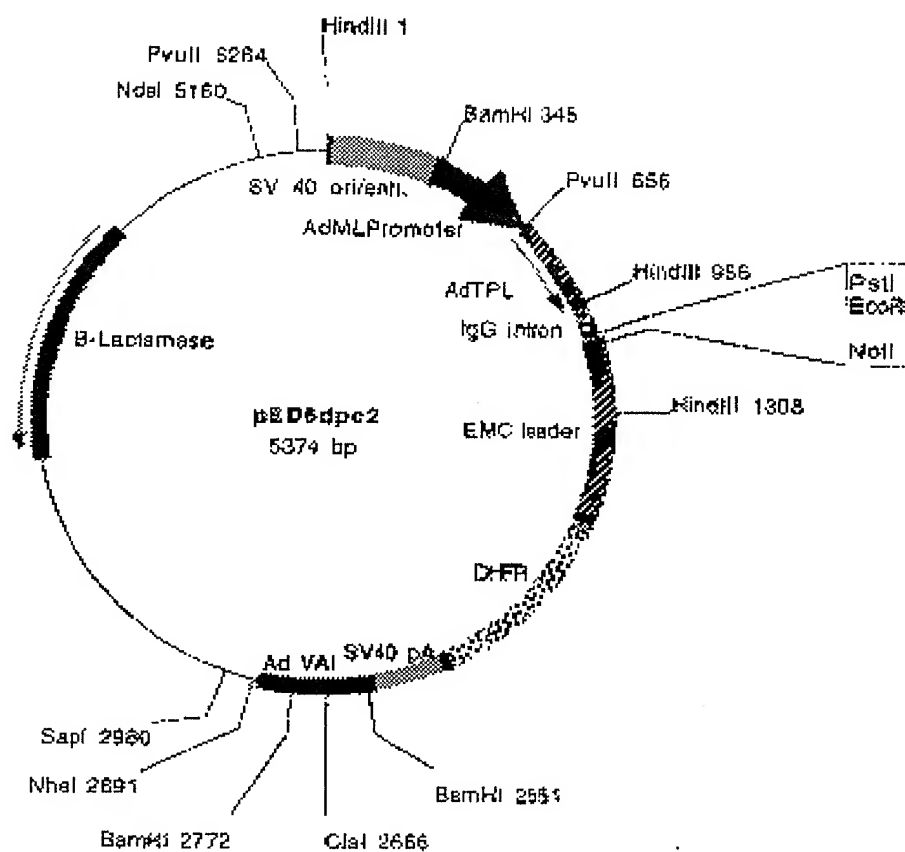 HindIII 1
PvuII 5264
NdeI 5160
BamHI 345
SV 40 ori/enh.
PvuII 656
AdMLPromoter
HindIII 956
AdTPL
PstI
EcoRI
IgG intron
NotI
B-Lactamase
pED6dpc2
5374 bp
HindIII 1308
EMC leader
DHFR
SV40 pA
Ad VAI
SapI 2980
NheI 2891
BamHI 2551
BamHI 2772
ClaI 2666